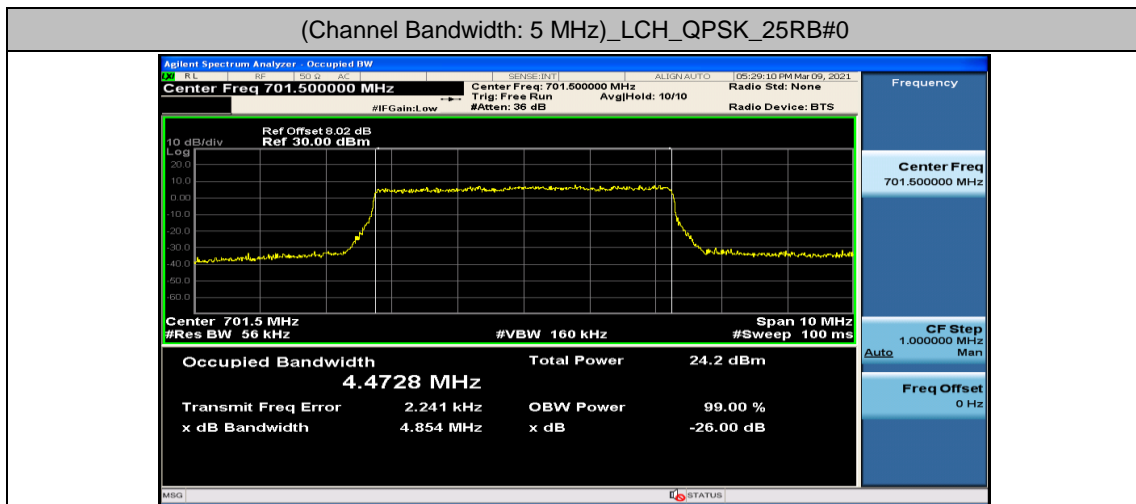 (Channel Bandwidth: 5 MHz)_LCH_QPSK_25RB#0
Agilent Spectrum Analyzer - Occupied BW
LXI RL RF 50 Ω AC SENSE:INT ALIGN AUTO 05:29:10 PM Mar 09, 2021
Center Freq 701.500000 MHz Center Freq: 701.500000 MHz Radio Std: None
Trig: Free Run Avg|Hold: 10/10
#IFGain:Low #Atten: 36 dB Radio Device: BTS
Ref Offset 8.02 dB
10 dB/div Ref 30.00 dBm
Log
20.0
10.0
0.00
-10.0
-20.0
-30.0
-40.0
-50.0
-60.0
Center 701.5 MHz Span 10 MHz
#Res BW 56 kHz #VBW 160 kHz #Sweep 100 ms
Occupied Bandwidth Total Power 24.2 dBm
4.4728 MHz
Transmit Freq Error 2.241 kHz OBW Power 99.00 %
x dB Bandwidth 4.854 MHz x dB -26.00 dB
MSG STATUS
Frequency
Center Freq
701.500000 MHz
CF Step
1.000000 MHz
Auto Man
Freq Offset
0 Hz